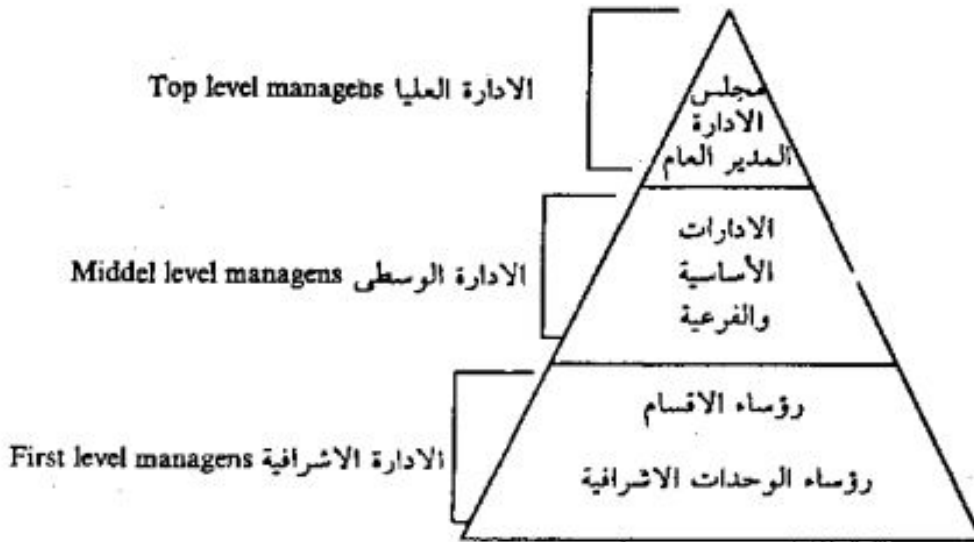 مجلس
الادارة
المدير العام
Top level managens الادارة العليا
الادارات
الأساسية
والفرعية
Middel level managens الادارة الوسطى
رؤساء الاقسام
First level managens الادارة الاشرافية
رؤساء الوحدات الاشرافية